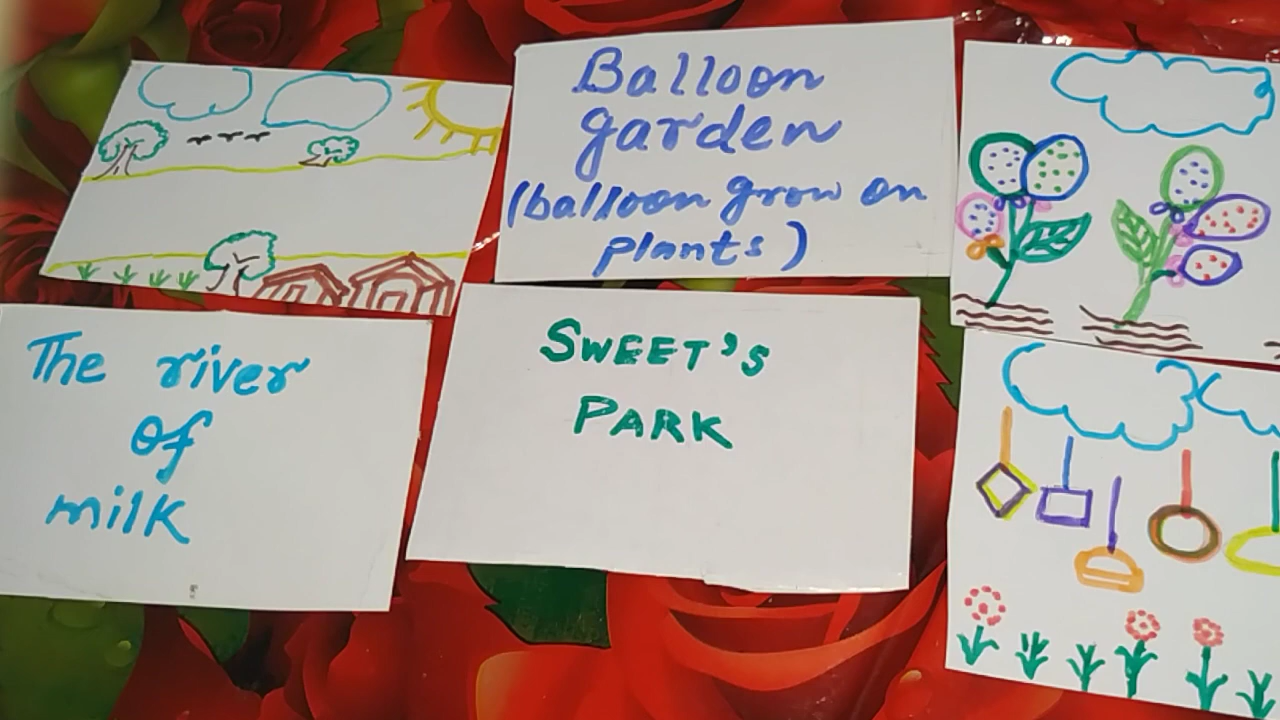 Balloon
garden
(balloon grow on
plants)
The river
of
milk
SWEET'S
PARK